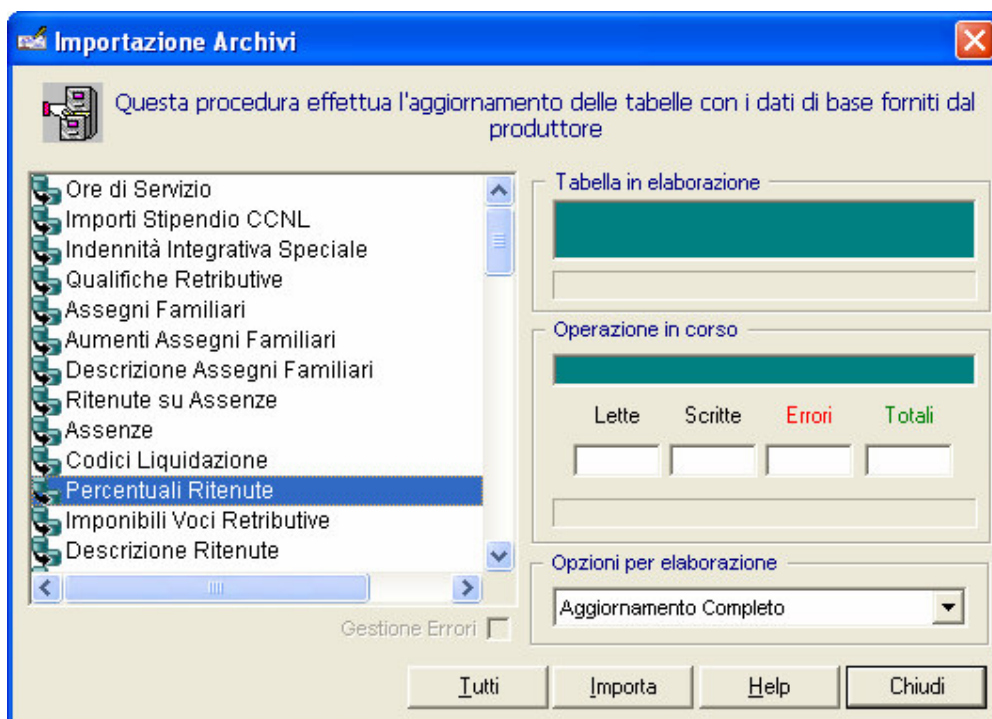 Importazione Archivi
Questa procedura effettua l'aggiornamento delle tabelle con i dati di base forniti dal
produttore
Ore di Servizio
Importi Stipendio CCNL
Indennità Integrativa Speciale
Qualifiche Retributive
Assegni Familiari
Aumenti Assegni Familiari
Descrizione Assegni Familiari
Ritenute su Assenze
Assenze
Codici Liquidazione
Percentuali Ritenute
Imponibili Voci Retributive
Descrizione Ritenute
Gestione Errori
Tabella in elaborazione
Operazione in corso
Lette Scritte Errori Totali
Opzioni per elaborazione
Aggiornamento Completo
Tutti Importa Help Chiudi